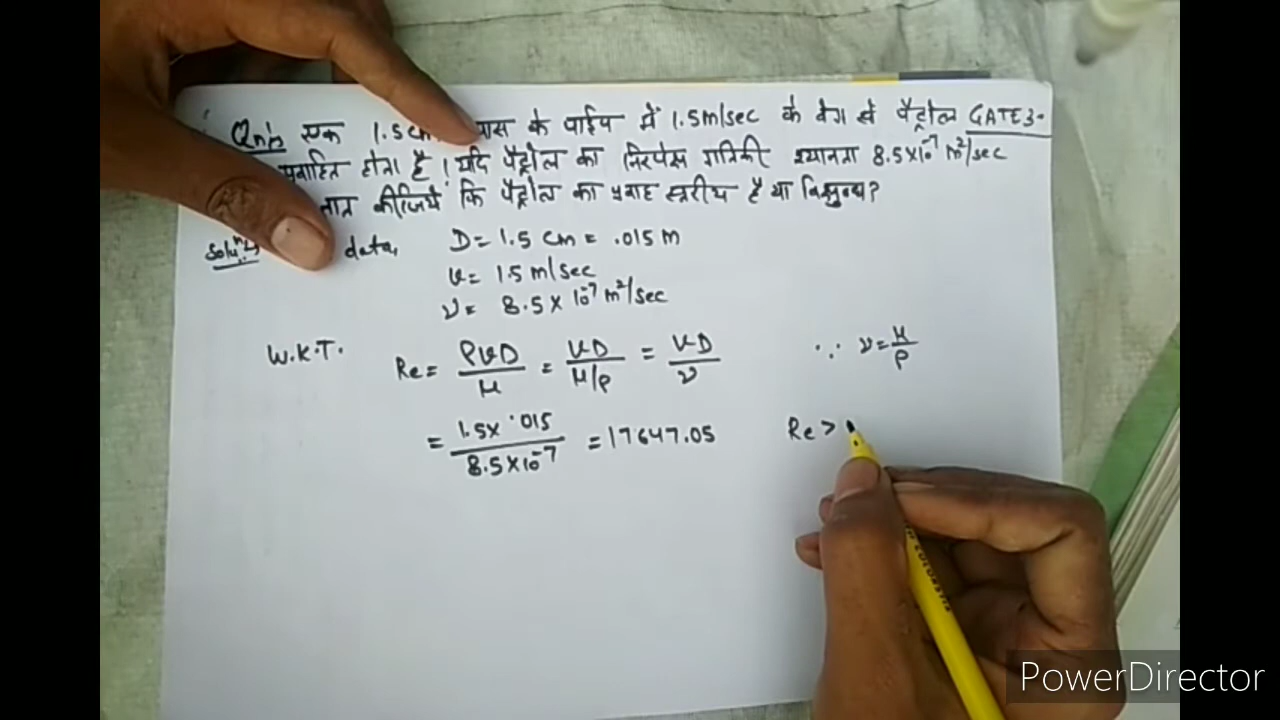 Qn:- एक 1.5 cm व्यास के पाईप में 1.5m/sec के वेग से पैट्रोल GATE3-
प्रवाहित होता है। यदि पैट्रोल का निरपेक्ष गतिकी श्यानता 8.5×10⁻⁷ m²/sec
ज्ञात कीजिये कि पैट्रोल का प्रवाह स्तरीय है या विक्षुब्ध?
Soluⁿ:- data, D = 1.5 cm = .015 m
v = 1.5 m/sec
ν = 8.5 × 10⁻⁷ m²/sec
W.K.T. Re = ρVD/μ = VD/μ/ρ = VD/ν ∵ ν = μ/ρ
= 1.5 × .015/8.5×10⁻⁷ = 17647.05 Re >
PowerDirector